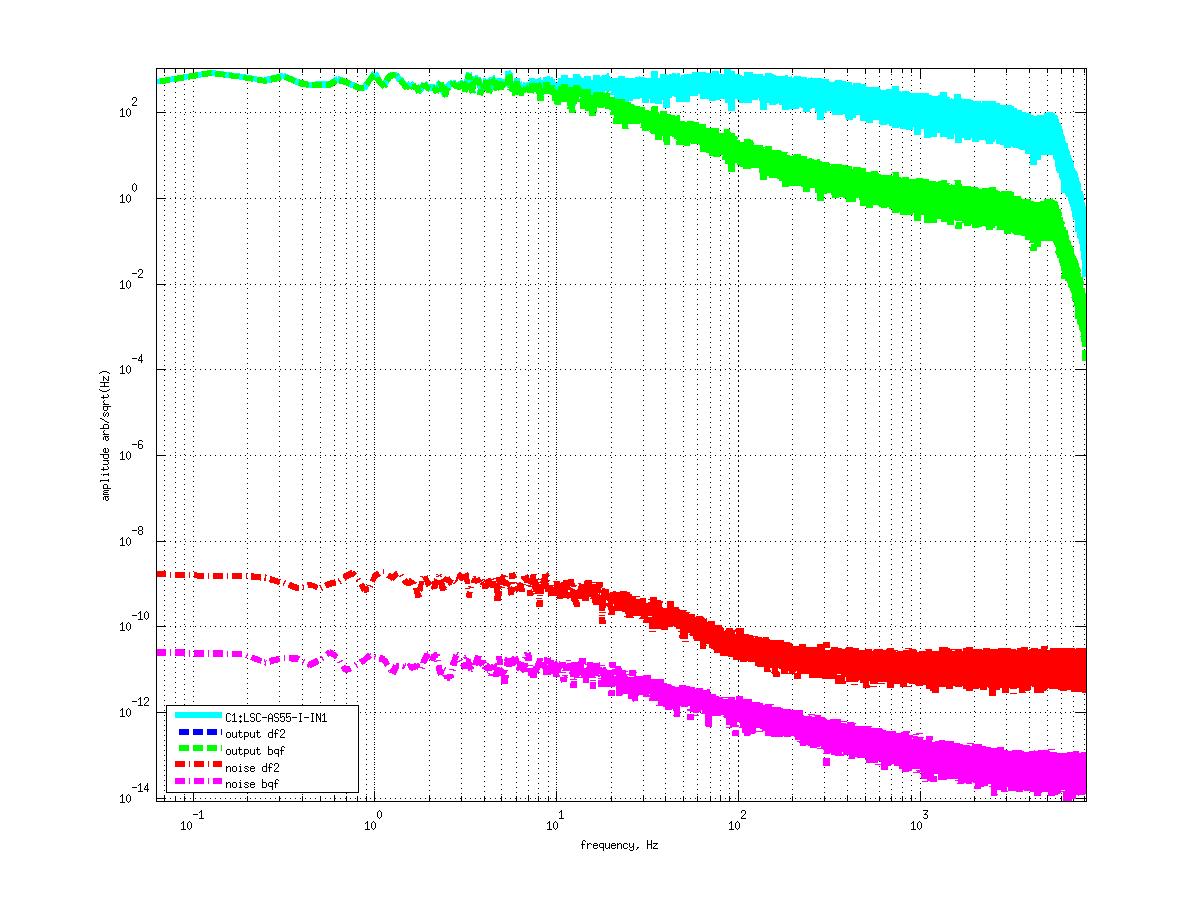 10^2
10^0
10^-2
10^-4
10^-6
10^-8
10^-10
10^-12
10^-14
amplitude arb/sqrt(Hz)
C1:LSC-AS55-I-IN1
output df2
output bqf
noise df2
noise bqf
10^-1 10^0 10^1 10^2 10^3
frequency, Hz